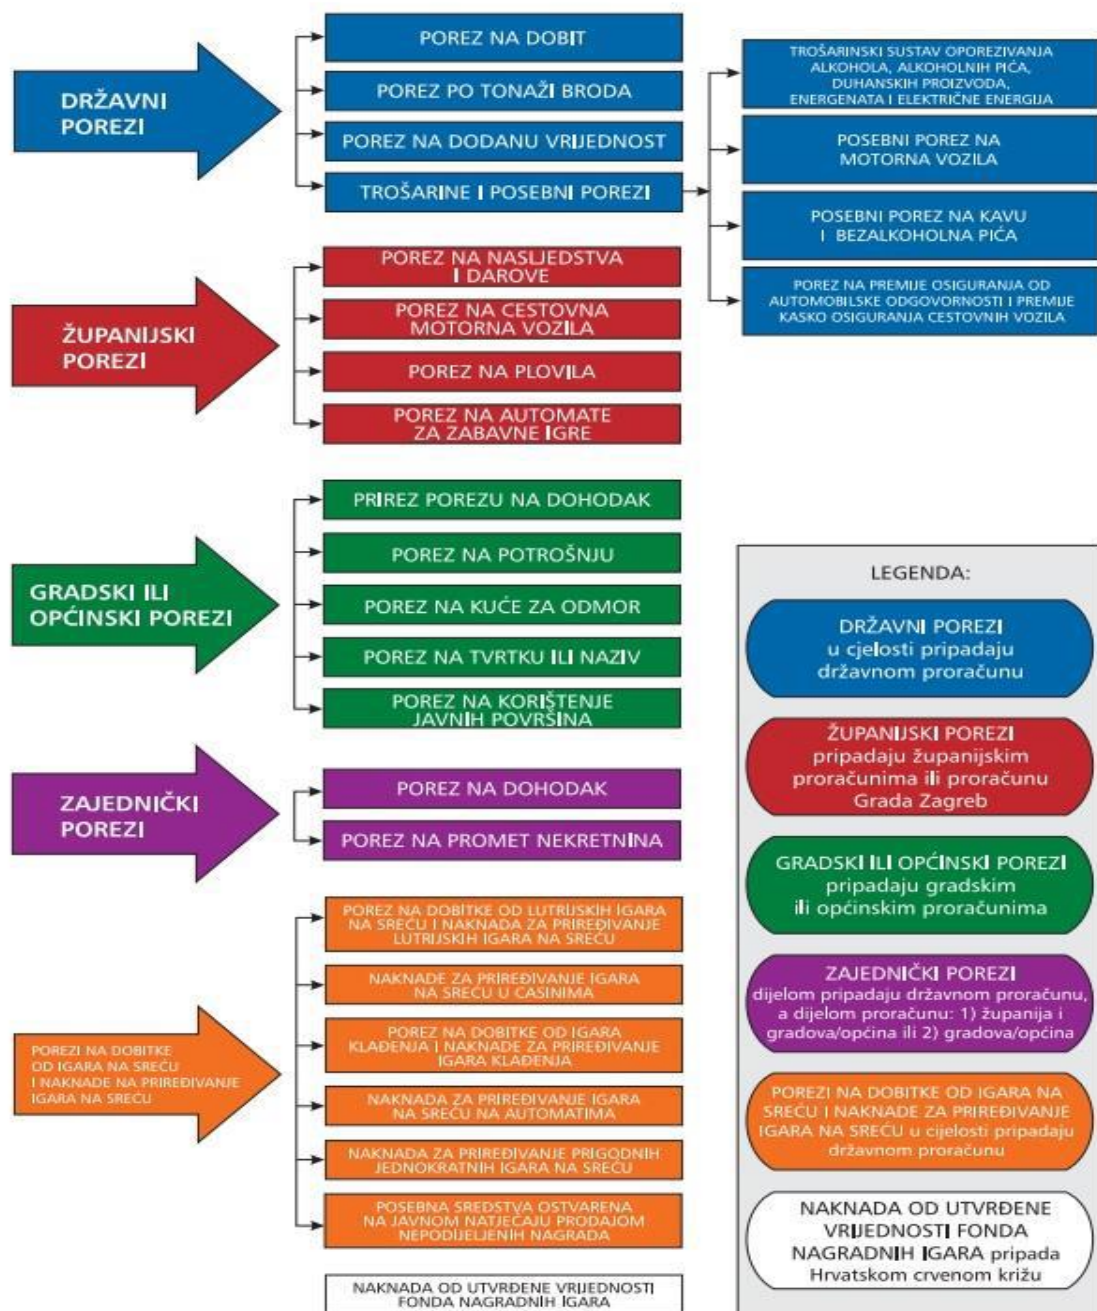 DRŽAVNI
POREZI
POREZ NA DOBIT
POREZ PO TONAŽI BRODA
POREZ NA DODANU VRIJEDNOST
TROŠARINE I POSEBNI POREZI
TROŠARINSKI SUSTAV OPOREZIVANJA
ALKOHOLA, ALKOHOLNIH PIĆA,
DUHANSKIH PROIZVODA,
ENERGENATA I ELEKTRIČNE ENERGIJA
POSEBNI POREZ NA
MOTORNA VOZILA
POSEBNI POREZ NA KAVU
I BEZALKOHOLNA PIĆA
POREZ NA PREMIJE OSIGURANJA OD
AUTOMOBILSKE ODGOVORNOSTI I PREMIJE
KASKO OSIGURANJA CESTOVNIH VOZILA
ŽUPANIJSKI
POREZI
POREZ NA NASLJEDSTVA
I DAROVE
POREZ NA CESTOVNA
MOTORNA VOZILA
POREZ NA PLOVILA
POREZ NA AUTOMATE
ZA ZABAVNE IGRE
GRADSKI ILI
OPĆINSKI POREZI
PRIREZ POREZU NA DOHODAK
POREZ NA POTROŠNJU
POREZ NA KUĆE ZA ODMOR
POREZ NA TVRTKU ILI NAZIV
POREZ NA KORIŠTENJE
JAVNIH POVRŠINA
ZAJEDNIČKI
POREZI
POREZ NA DOHODAK
POREZ NA PROMET NEKRETNINA
POREZI NA DOBITKE
OD IGARA NA SREĆU
I NAKNADE NA PRIREĐIVANJE
IGARA NA SREĆU
POREZ NA DOBITKE OD LUTRIJSKIH IGARA
NA SREĆU I NAKNADA ZA PRIREĐIVANJE
LUTRIJSKIH IGARA NA SREĆU
NAKNADE ZA PRIREĐIVANJE IGARA
NA SREĆU U CASINIMA
POREZ NA DOBITKE OD IGARA
KLAĐENJA I NAKNADE ZA PRIREĐIVANJE
IGARA KLAĐENJA
NAKNADA ZA PRIREĐIVANJE IGARA
NA SREĆU NA AUTOMATIMA
NAKNADA ZA PRIREĐIVANJE PRIGODNIH
JEDNOKRATNIH IGARA NA SREĆU
POSEBNA SREDSTVA OSTVARENA
NA JAVNOM NATJEČAJU PRODAJOM
NEPODIJELJENIH NAGRADA
NAKNADA OD UTVRĐENE VRIJEDNOSTI
FONDA NAGRADNIH IGARA
LEGENDA:
DRŽAVNI POREZI
u cjelosti pripadaju
državnom proračunu
ŽUPANIJSKI POREZI
pripadaju županijskim
proračunima ili proračunu
Grada Zagreb
GRADSKI ILI OPĆINSKI POREZI
pripadaju gradskim
ili općinskim proračunima
ZAJEDNIČKI POREZI
dijelom pripadaju državnom proračunu,
a dijelom proračunu: 1) županija i
gradova/općina ili 2) gradova/općina
POREZI NA DOBITKE OD IGARA NA
SREĆU I NAKNADE ZA PRIREĐIVANJE
IGARA NA SREĆU u cijelosti pripadaju
državnom proračunu
NAKNADA OD UTVRĐENE
VRIJEDNOSTI FONDA
NAGRADNIH IGARA pripada
Hrvatskom crvenom križu